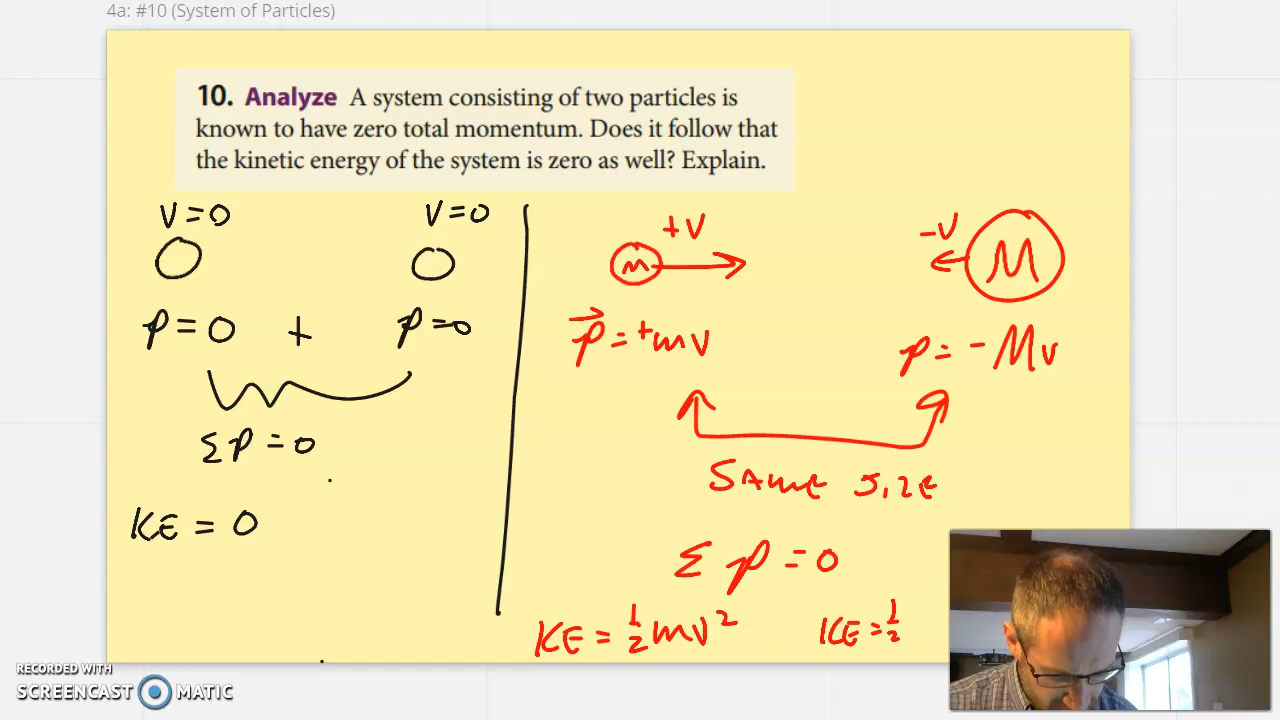 4a: #10 (System of Particles)
10. Analyze A system consisting of two particles is
known to have zero total momentum. Does it follow that
the kinetic energy of the system is zero as well? Explain.
V=0 V=0
p=0 + p=0
Σp=0
KE = 0
+V -V
m M
p=+mv p=-Mv
SAME SIZE
Σp=0
KE=1/2mv² KE=1/2
RECORDED WITH
SCREENCAST MATIC